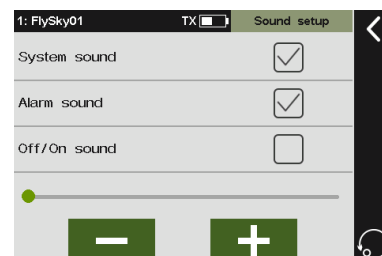 1: FlySky01 TX Sound setup
System sound
Alarm sound
Off/On sound